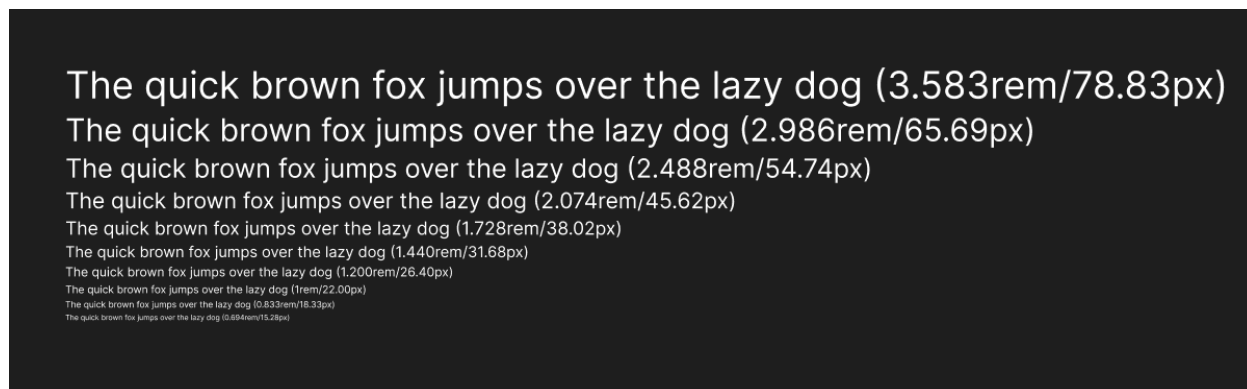 The quick brown fox jumps over the lazy dog (3.583rem/78.83px)
The quick brown fox jumps over the lazy dog (2.986rem/65.69px)
The quick brown fox jumps over the lazy dog (2.488rem/54.74px)
The quick brown fox jumps over the lazy dog (2.074rem/45.62px)
The quick brown fox jumps over the lazy dog (1.728rem/38.02px)
The quick brown fox jumps over the lazy dog (1.440rem/31.68px)
The quick brown fox jumps over the lazy dog (1.200rem/26.40px)
The quick brown fox jumps over the lazy dog (1rem/22.00px)
The quick brown fox jumps over the lazy dog (0.833rem/18.33px)
The quick brown fox jumps over the lazy dog (0.694rem/15.28px)